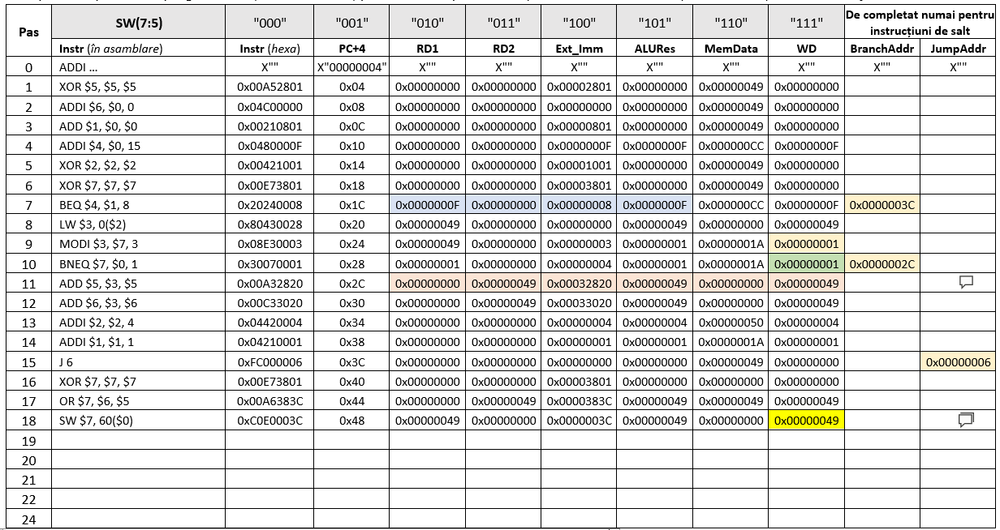 Pas SW(7:5) "000" "001" "010" "011" "100" "101" "110" "111" De completat numai pentru instrucțiuni de salt
Instr (în asamblare) Instr (hexa) PC+4 RD1 RD2 Ext_Imm ALURes MemData WD BranchAddr JumpAddr
0 ADDI ... X"" X"00000004" X"" X"" X"" X"" X"" X"" X"" X""
1 XOR $5, $5, $5 0x00A52801 0x04 0x00000000 0x00000000 0x00002801 0x00000000 0x00000049 0x00000000
2 ADDI $6, $0, 0 0x04C00000 0x08 0x00000000 0x00000000 0x00000000 0x00000000 0x00000049 0x00000000
3 ADD $1, $0, $0 0x00210801 0x0C 0x00000000 0x00000000 0x00000801 0x00000000 0x00000049 0x00000000
4 ADDI $4, $0, 15 0x0480000F 0x10 0x00000000 0x00000000 0x0000000F 0x0000000F 0x000000CC 0x0000000F
5 XOR $2, $2, $2 0x00421001 0x14 0x00000000 0x00000000 0x00001001 0x00000000 0x00000049 0x00000000
6 XOR $7, $7, $7 0x00E73801 0x18 0x00000000 0x00000000 0x00003801 0x00000000 0x00000049 0x00000000
7 BEQ $4, $1, 8 0x20240008 0x1C 0x0000000F 0x00000000 0x00000008 0x0000000F 0x000000CC 0x0000000F 0x0000003C
8 LW $3, 0($2) 0x80430028 0x20 0x00000049 0x00000000 0x00000000 0x00000049 0x00000000 0x00000049
9 MODI $3, $7, 3 0x08E30003 0x24 0x00000049 0x00000000 0x00000003 0x00000001 0x0000001A 0x00000001
10 BNEQ $7, $0, 1 0x30070001 0x28 0x00000001 0x00000000 0x00000004 0x00000001 0x0000001A 0x00000001 0x0000002C
11 ADD $5, $3, $5 0x00A32820 0x2C 0x00000000 0x00000049 0x00032820 0x00000049 0x00000000 0x00000049
12 ADD $6, $3, $6 0x00C33020 0x30 0x00000000 0x00000049 0x00033020 0x00000049 0x00000000 0x00000049
13 ADDI $2, $2, 4 0x04420004 0x34 0x00000000 0x00000000 0x00000004 0x00000004 0x00000050 0x00000004
14 ADDI $1, $1, 1 0x04210001 0x38 0x00000000 0x00000000 0x00000001 0x00000001 0x0000001A 0x00000001
15 J 6 0xFC000006 0x3C 0x00000000 0x00000000 0x00000000 0x00000000 0x00000049 0x00000000 0x00000006
16 XOR $7, $7, $7 0x00E73801 0x40 0x00000000 0x00000000 0x00003801 0x00000000 0x00000049 0x00000000
17 OR $7, $6, $5 0x00A6383C 0x44 0x00000000 0x00000049 0x0000383C 0x00000049 0x00000049 0x00000049
18 SW $7, 60($0) 0xC0E0003C 0x48 0x00000049 0x00000000 0x0000003C 0x00000049 0x00000000 0x00000049
19
20
21
22
24